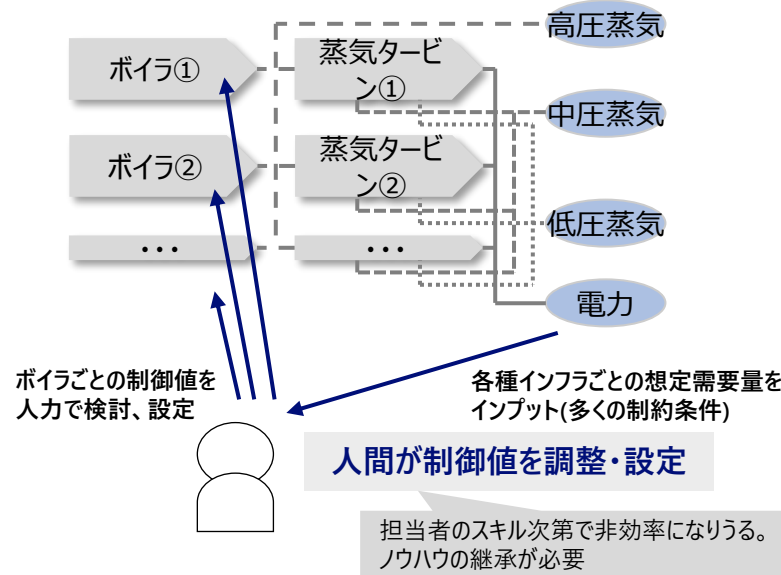 高圧蒸気
ボイラ①
蒸気タービ
ン①
中圧蒸気
ボイラ②
蒸気タービ
ン②
低圧蒸気
・・・
・・・
電力
ボイラごとの制御値を
人力で検討、設定
各種インフラごとの想定需要量を
インプット(多くの制約条件)
人間が制御値を調整・設定
担当者のスキル次第で非効率になりうる。
ノウハウの継承が必要